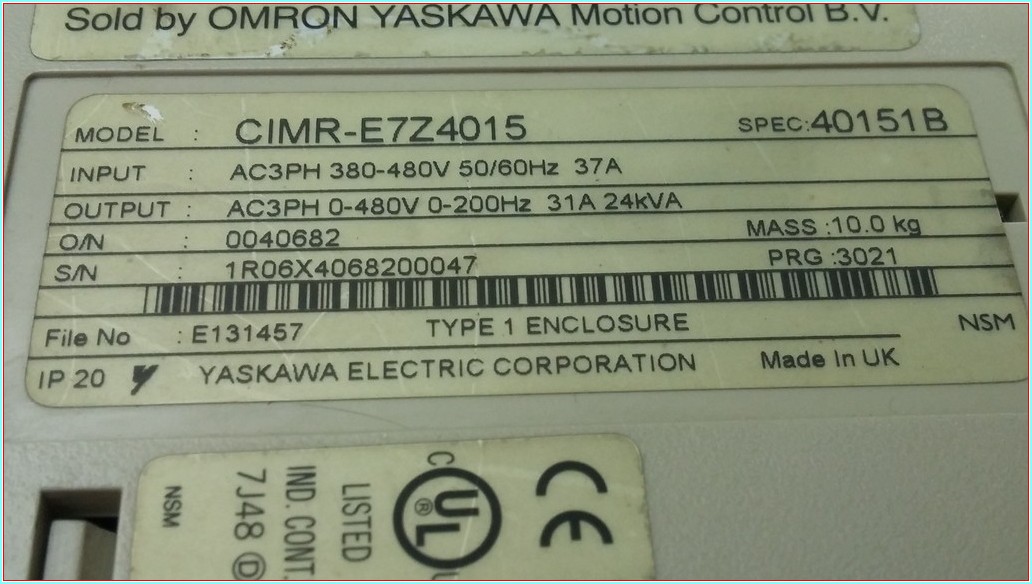 Sold by OMRON YASKAWA Motion Control B.V.
MODEL : CIMR-E7Z4015 SPEC:40151B
INPUT : AC3PH 380-480V 50/60Hz 37A
OUTPUT : AC3PH 0-480V 0-200Hz 31A 24kVA
O/N : 0040682 MASS :10.0 kg
S/N : 1R06X4068200047 PRG :3021
File No : E131457 TYPE 1 ENCLOSURE NSM
IP 20 YASKAWA ELECTRIC CORPORATION Made In UK
NSM
7J48 D
IND. CONT.
LISTED
C UL ® U
CE